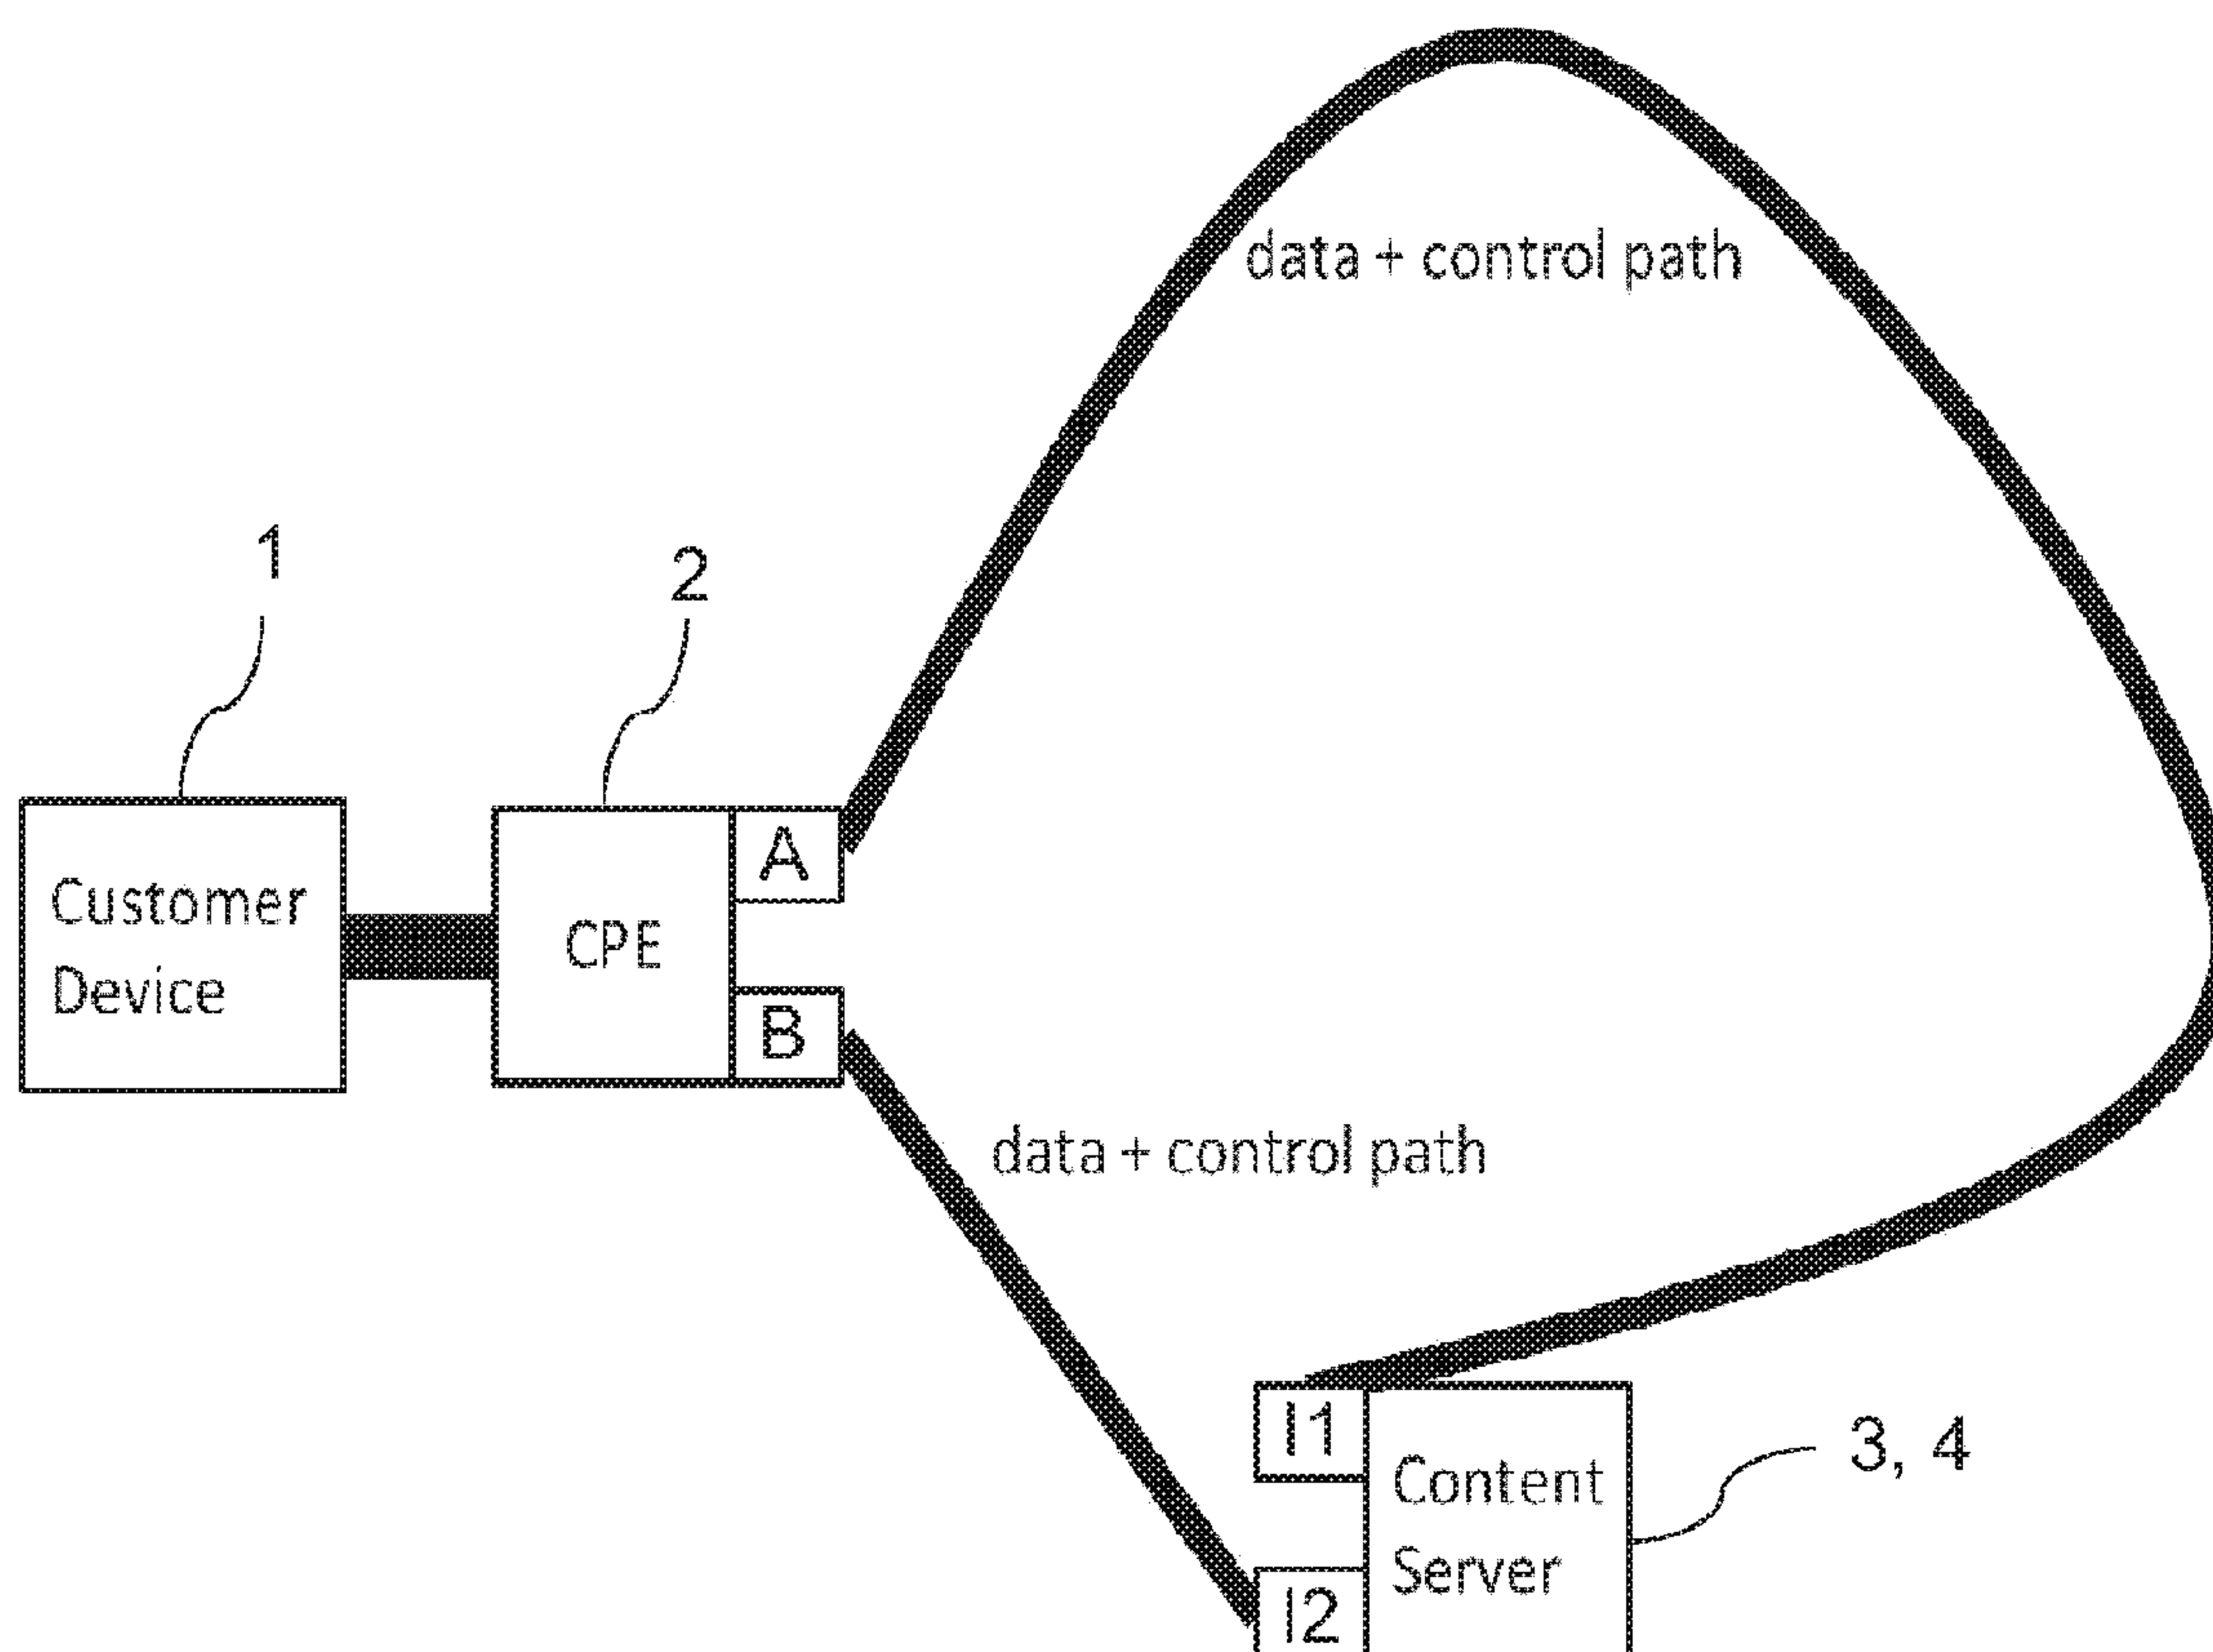 data + control path
1
2
Customer
Device
CPE
A
B
data + control path
I1
I2
Content
Server
3, 4